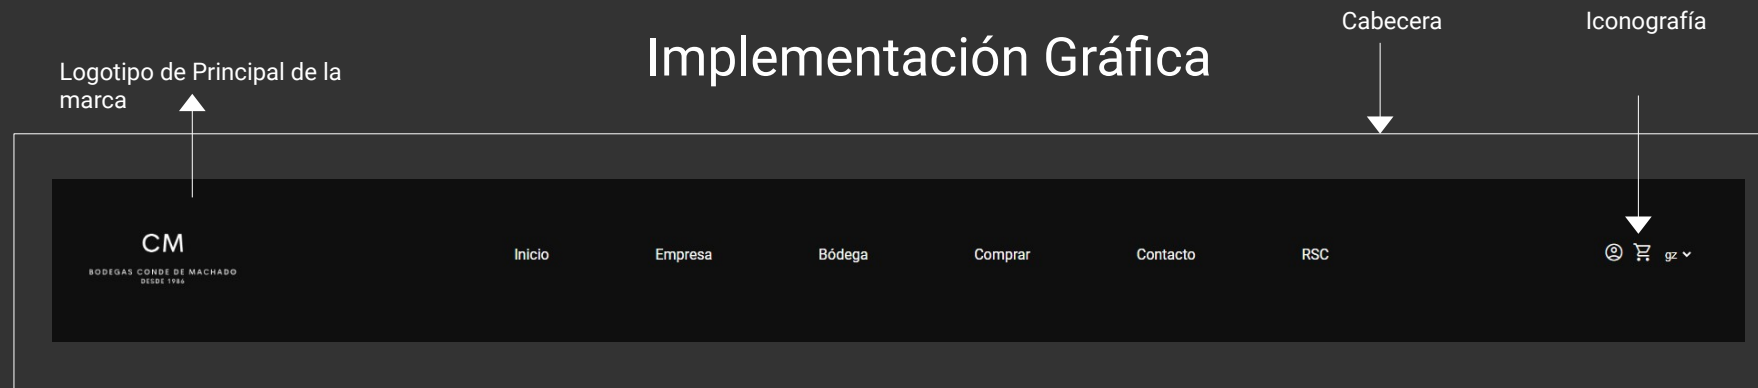 Cabecera
Iconografía
Implementación Gráfica
Logotipo de Principal de la
marca
CM
BODEGAS CONDE DE MACHADO
DESDE 1986
Inicio
Empresa
Bódega
Comprar
Contacto
RSC
gz